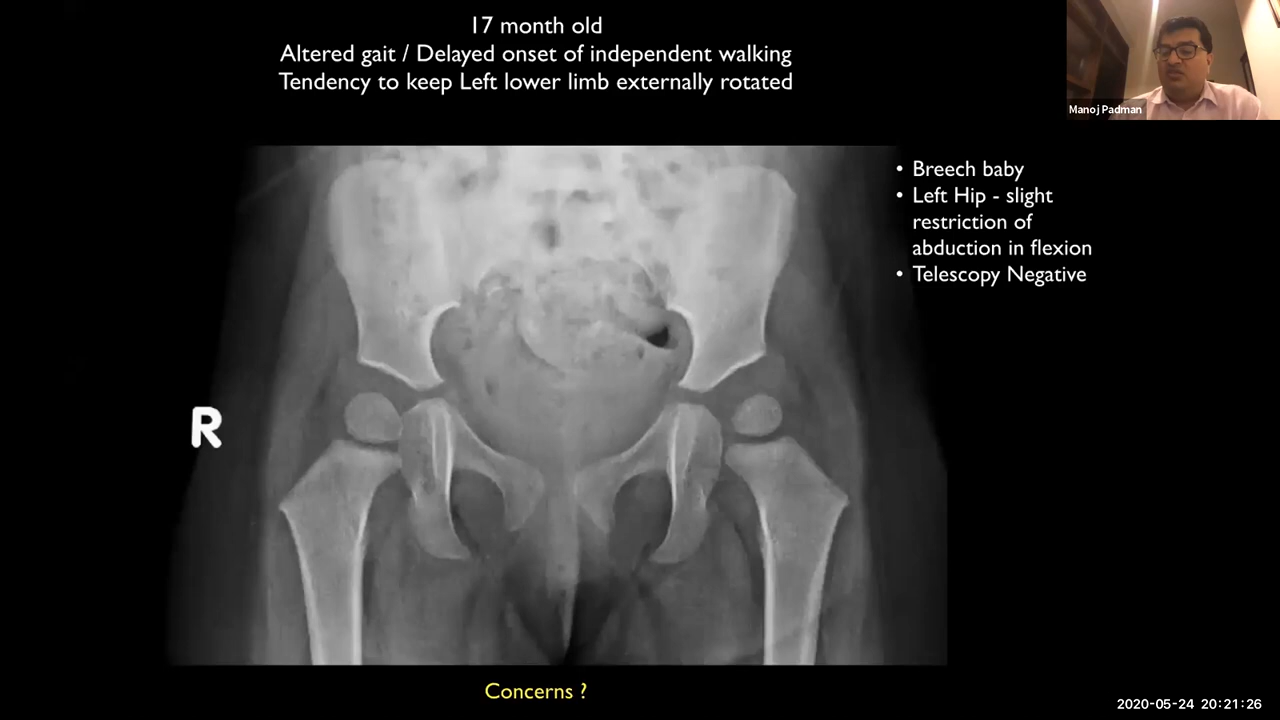 17 month old
Altered gait / Delayed onset of independent walking
Tendency to keep Left lower limb externally rotated
Manoj Padman
• Breech baby
• Left Hip - slight
restriction of
abduction in flexion
• Telescopy Negative
R
Concerns ?
2020-05-24 20:21:26